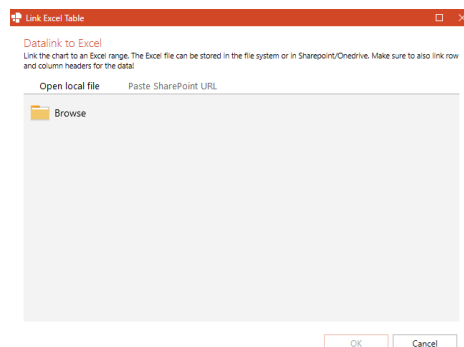 Link Excel Table
Datalink to Excel
Link the chart to an Excel range. The Excel file can be stored in the file system or in Sharepoint/Onedrive. Make sure to also link row
and column headers for the data!
Open local file Paste SharePoint URL
Browse
OK Cancel